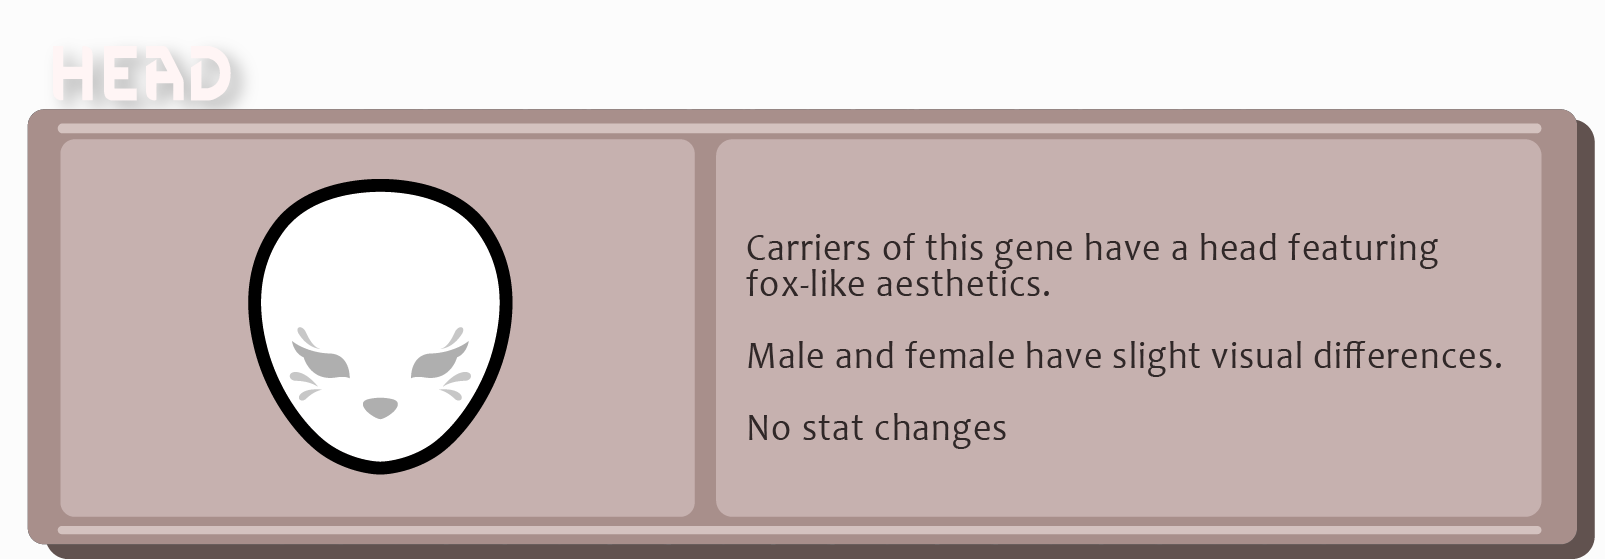 HEAD
Carriers of this gene have a head featuring
fox-like aesthetics.
Male and female have slight visual differences.
No stat changes